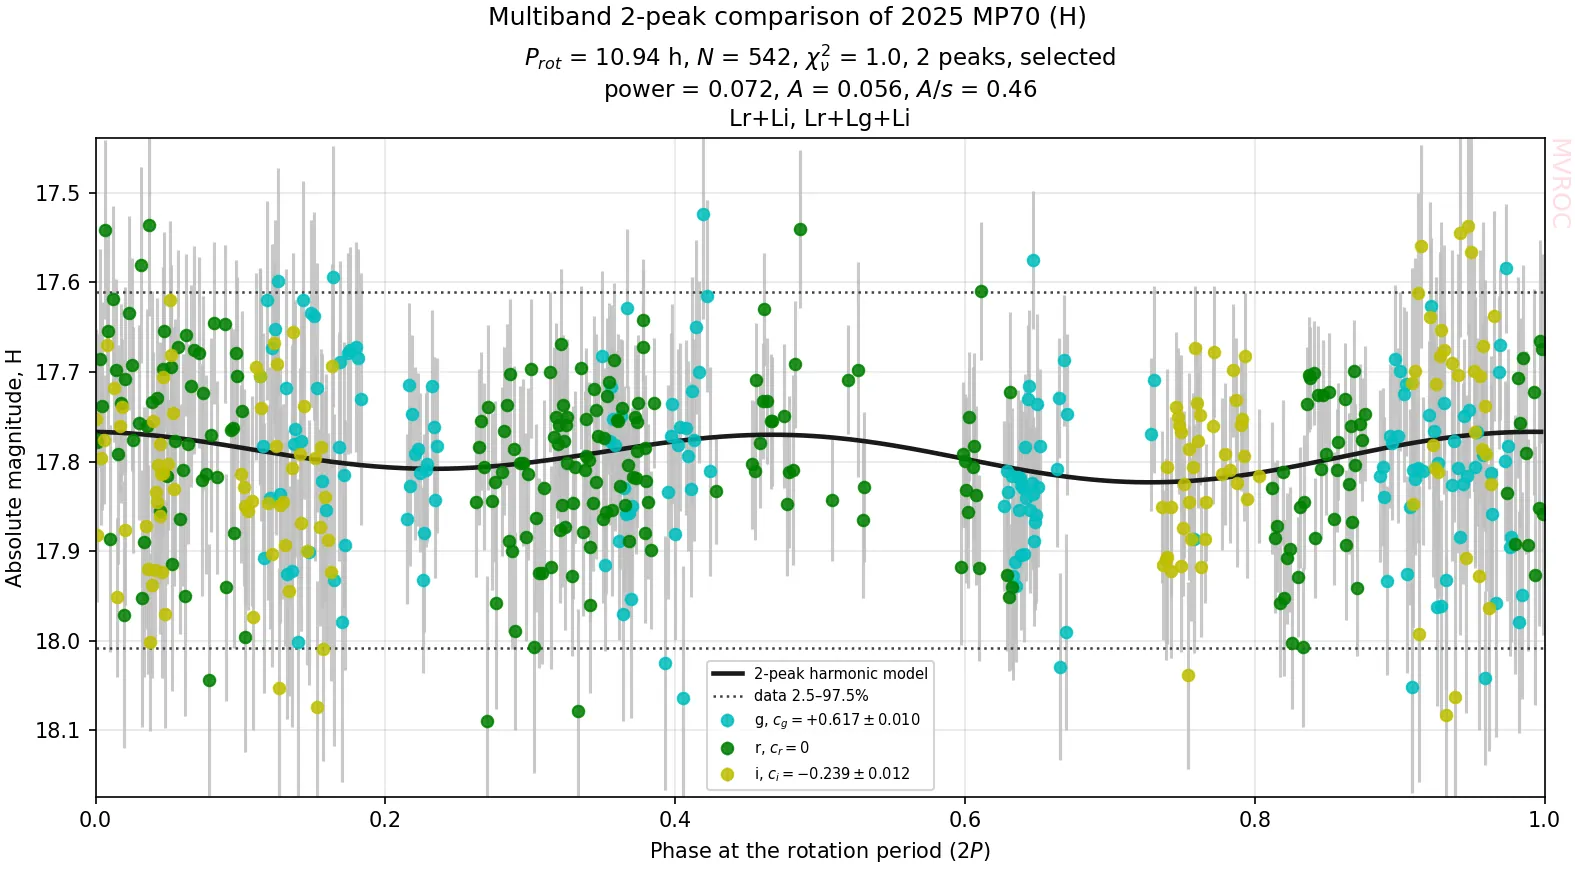 Multiband 2-peak comparison of 2025 MP70 (H)
P_rot = 10.94 h, N = 542, χ²_ν = 1.0, 2 peaks, selected
power = 0.072, A = 0.056, A/s = 0.46
Lr+Li, Lr+Lg+Li
MVROC
Absolute magnitude, H
17.5
17.6
17.7
17.8
17.9
18.0
18.1
2-peak harmonic model
data 2.5–97.5%
g, c_g = +0.617 ± 0.010
r, c_r = 0
i, c_i = −0.239 ± 0.012
0.0 0.2 0.4 0.6 0.8 1.0
Phase at the rotation period (2P)